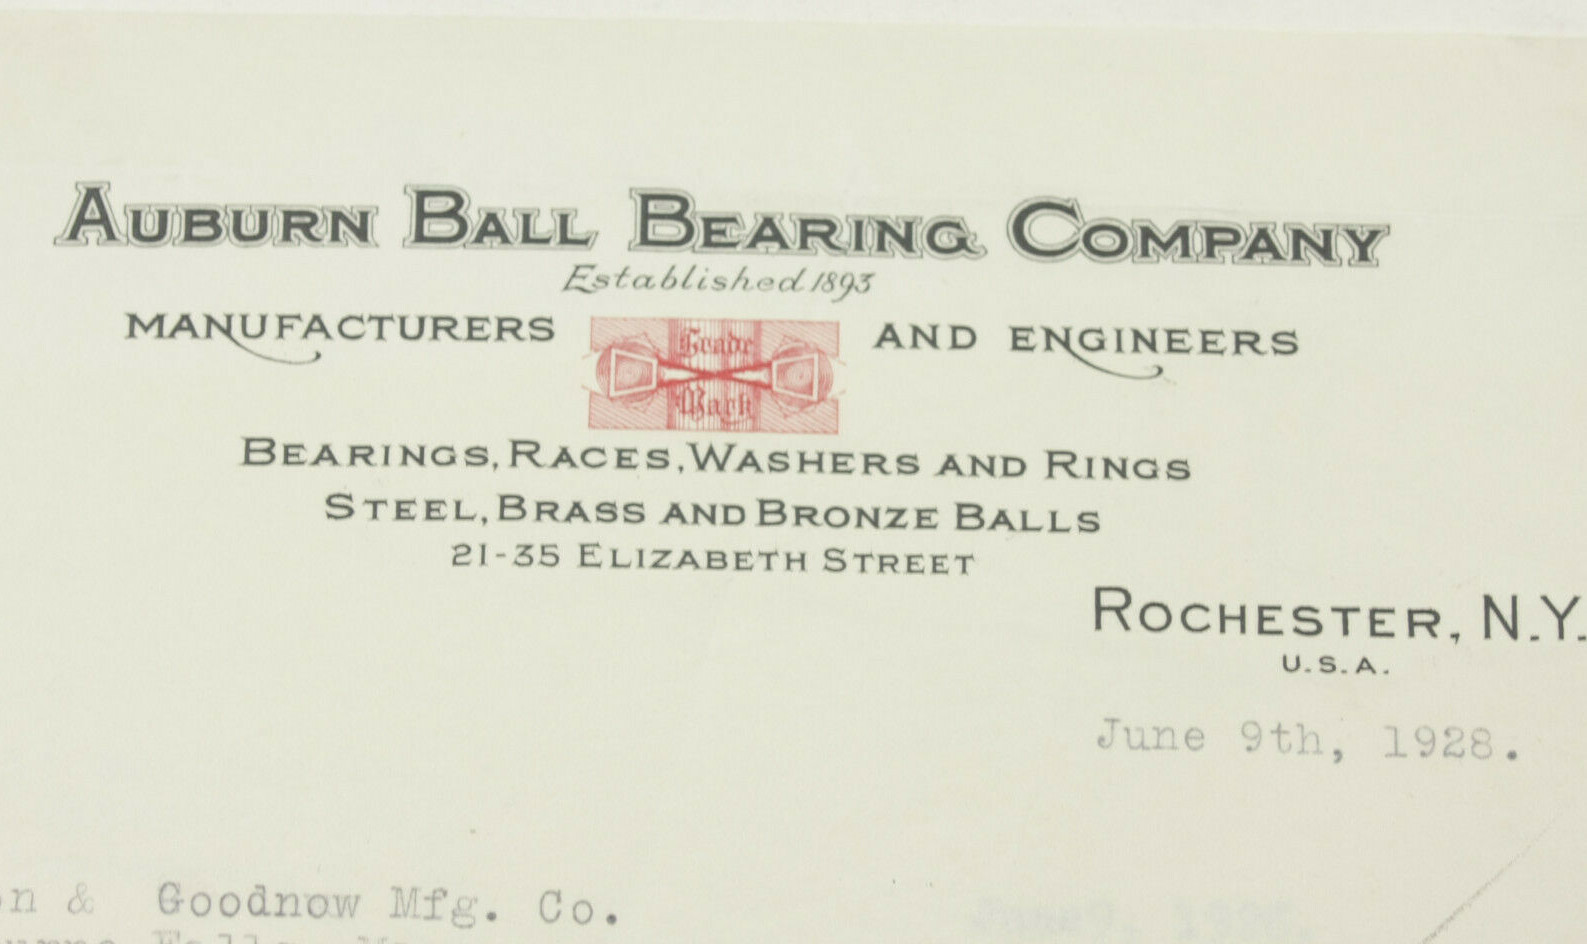 AUBURN BALL BEARING COMPANY
Established 1893
MANUFACTURERS AND ENGINEERS
Trade
Mark
BEARINGS, RACES, WASHERS AND RINGS
STEEL, BRASS AND BRONZE BALLS
21-35 ELIZABETH STREET
ROCHESTER, N.Y.
U.S.A.
June 9th, 1928.
& Goodnow Mfg. Co.